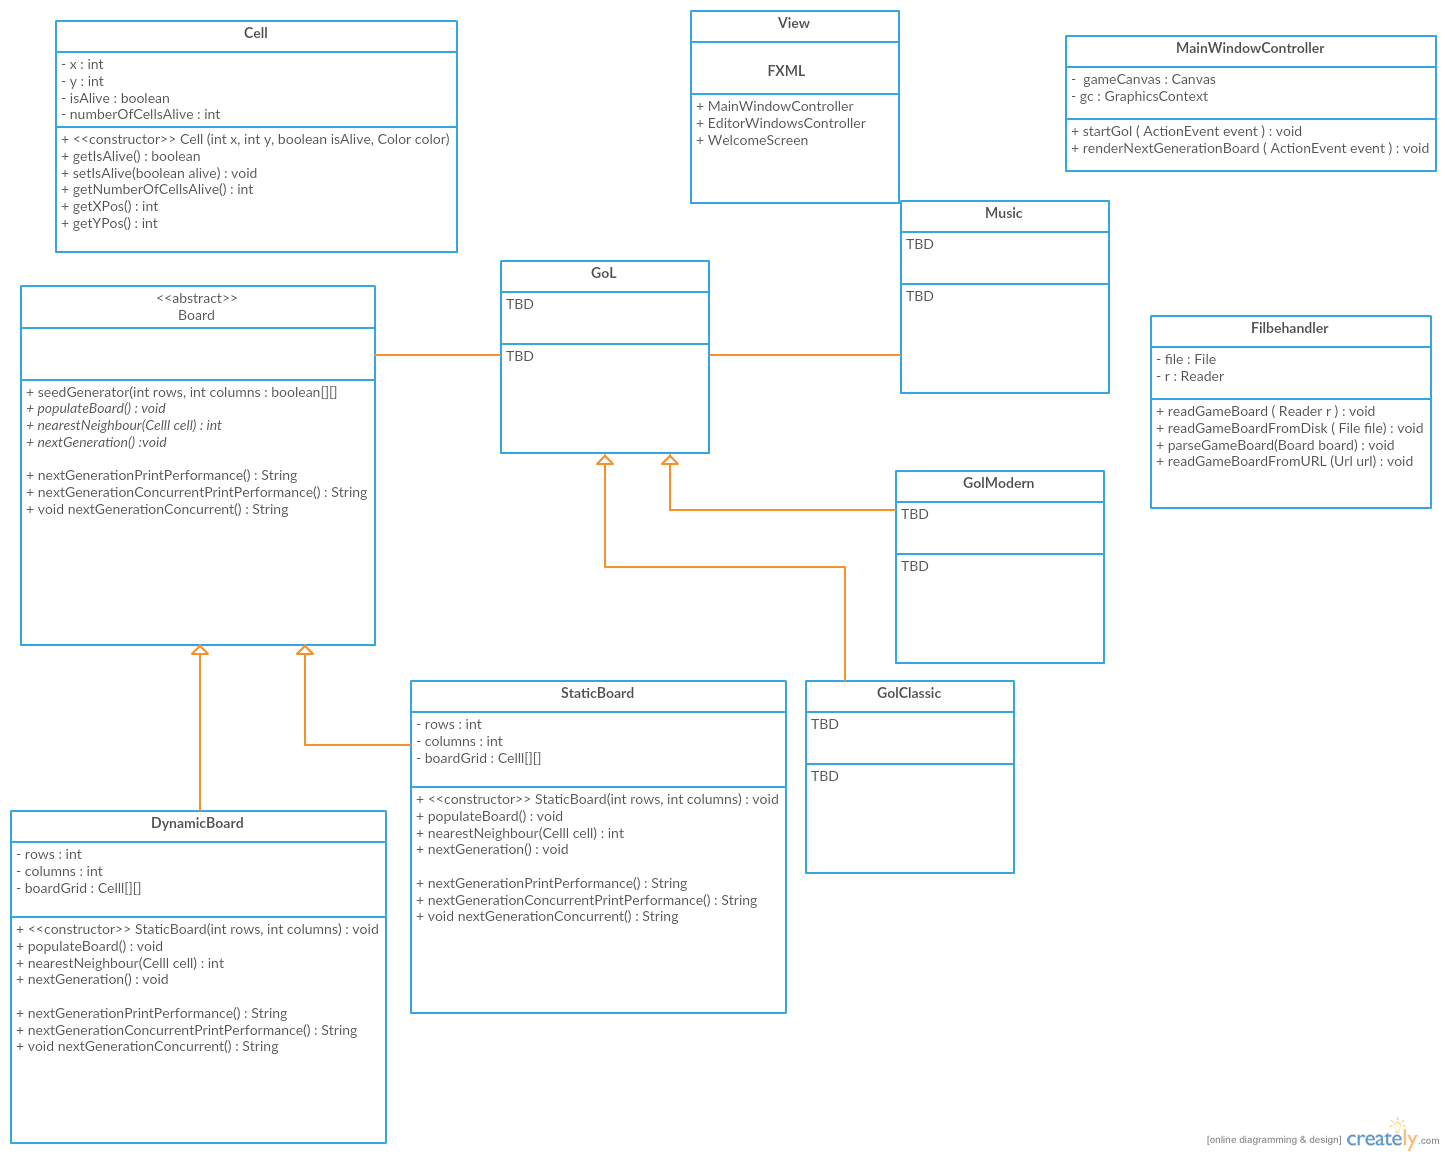 Cell
- x : int
- y : int
- isAlive : boolean
- numberOfCellsAlive : int
+ <<constructor>> Cell (int x, int y, boolean isAlive, Color color)
+ getIsAlive() : boolean
+ setIsAlive(boolean alive) : void
+ getNumberOfCellsAlive() : int
+ getXPos() : int
+ getYPos() : int
View
FXML
+ MainWindowController
+ EditorWindowsController
+ WelcomeScreen
MainWindowController
-  gameCanvas : Canvas
- gc : GraphicsContext
+ startGol ( ActionEvent event ) : void
+ renderNextGenerationBoard ( ActionEvent event ) : void
Music
TBD
TBD
GoL
TBD
TBD
<<abstract>>
Board
+ seedGenerator(int rows, int columns : boolean[][]
+ populateBoard() : void
+ nearestNeighbour(Celll cell) : int
+ nextGeneration() :void
+ nextGenerationPrintPerformance() : String
+ nextGenerationConcurrentPrintPerformance() : String
+ void nextGenerationConcurrent() : String
Filbehandler
- file : File
- r : Reader
+ readGameBoard ( Reader r ) : void
+ readGameBoardFromDisk ( File file) : void
+ parseGameBoard(Board board) : void
+ readGameBoardFromURL (Url url) : void
GolModern
TBD
TBD
StaticBoard
- rows : int
- columns : int
- boardGrid : Celll[][]
+ <<constructor>> StaticBoard(int rows, int columns) : void
+ populateBoard() : void
+ nearestNeighbour(Celll cell) : int
+ nextGeneration() : void
+ nextGenerationPrintPerformance() : String
+ nextGenerationConcurrentPrintPerformance() : String
+ void nextGenerationConcurrent() : String
GolClassic
TBD
TBD
DynamicBoard
- rows : int
- columns : int
- boardGrid : Celll[][]
+ <<constructor>> StaticBoard(int rows, int columns) : void
+ populateBoard() : void
+ nearestNeighbour(Celll cell) : int
+ nextGeneration() : void
+ nextGenerationPrintPerformance() : String
+ nextGenerationConcurrentPrintPerformance() : String
+ void nextGenerationConcurrent() : String
[online diagramming & design] creately.com